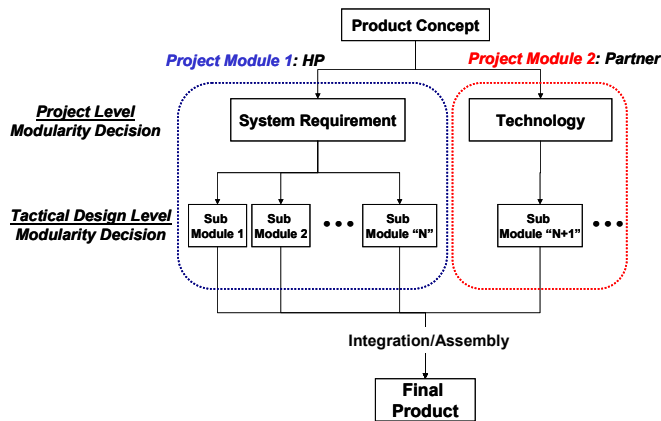 Product Concept
Project Module 1: HP
Project Module 2: Partner
Project Level
Modularity Decision
System Requirement
Technology
Tactical Design Level
Modularity Decision
Sub
Module 1
Sub
Module 2
•••
Sub
Module “N”
Sub
Module “N+1”
•••
Integration/Assembly
Final
Product